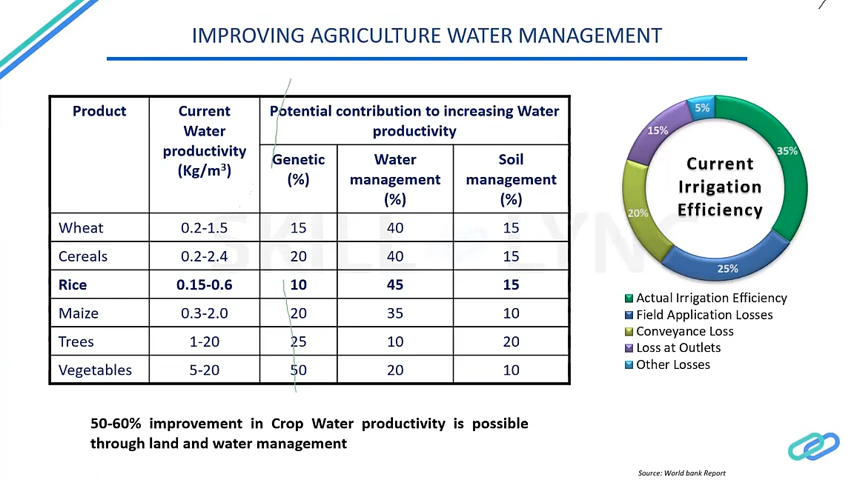 IMPROVING AGRICULTURE WATER MANAGEMENT
Product Current Water productivity (Kg/m³) Potential contribution to increasing Water productivity
Genetic (%) Water management (%) Soil management (%)
Wheat 0.2-1.5 15 40 15
Cereals 0.2-2.4 20 40 15
Rice 0.15-0.6 10 45 15
Maize 0.3-2.0 20 35 10
Trees 1-20 25 10 20
Vegetables 5-20 50 20 10
50-60% improvement in Crop Water productivity is possible
through land and water management
5%
15%
35%
20%
25%
Current
Irrigation
Efficiency
Actual Irrigation Efficiency
Field Application Losses
Conveyance Loss
Loss at Outlets
Other Losses
Source: World bank Report
SKILL LYNC